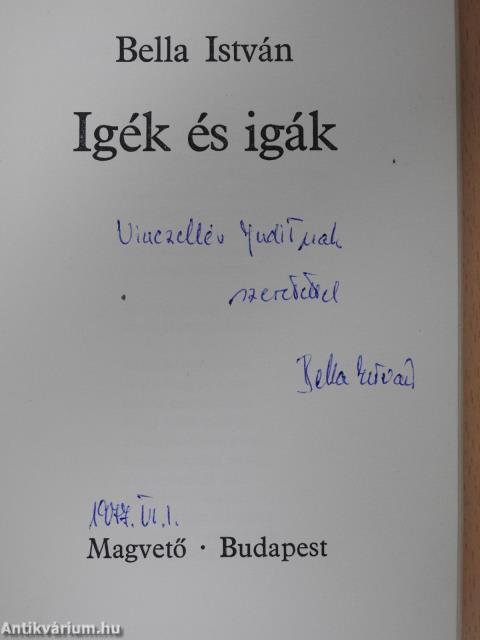 Bella István
Igék és igák
Vinczellér Juditnak
szeretettel
Bella István
1977. VI. 1.
Magvető · Budapest
Antikvárium.hu